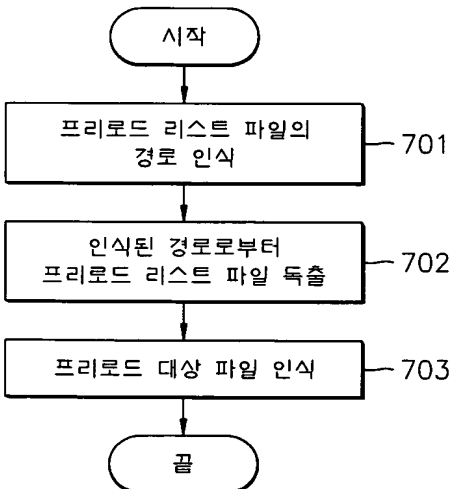 시작
프리로드 리스트 파일의
경로 인식
701
인식된 경로로부터
프리로드 리스트 파일 독출
702
프리로드 대상 파일 인식
703
끝